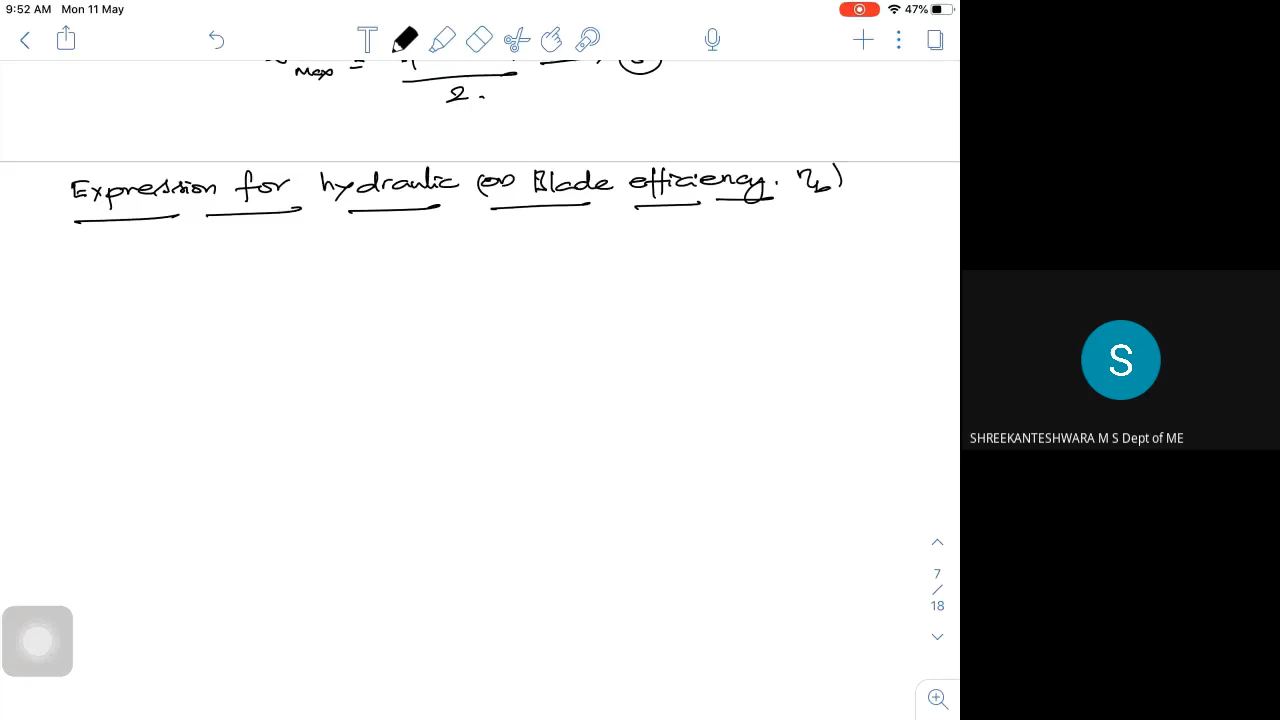 9:52 AM Mon 11 May
47%
Max =
2.
Expression for hydraulic (or Blade efficiency. ηb)
7
/
18
S
SHREEKANTESHWARA M S Dept of ME